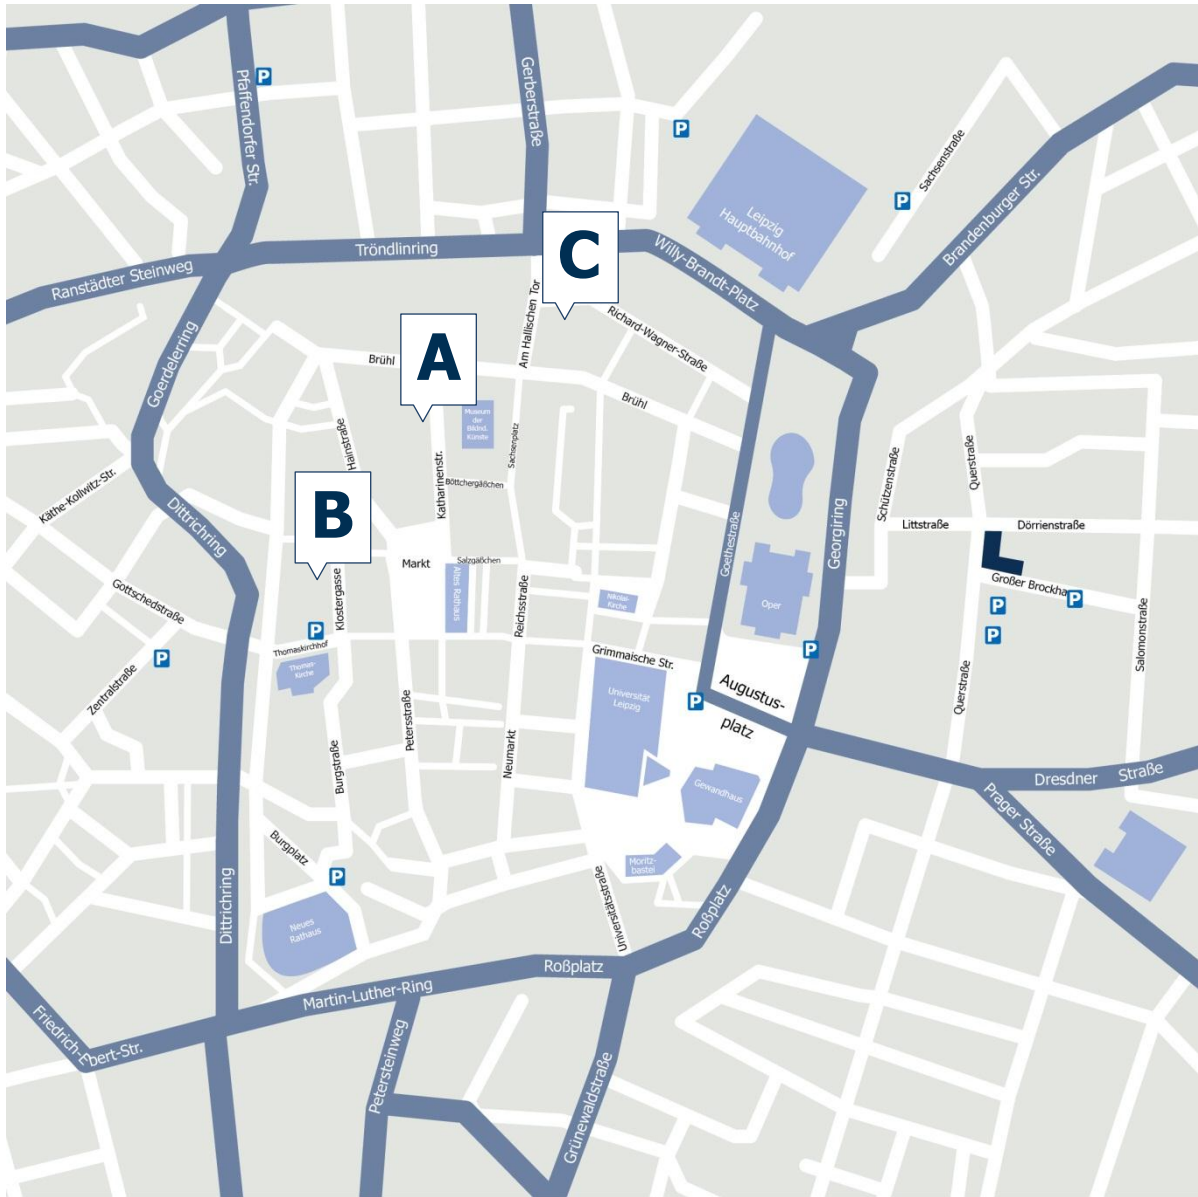 Pfaffendorfer Str.
P
Gerberstraße
P
Sachsenstraße
P
Leipzig
Hauptbahnhof
Brandenburger Str.
Tröndlinring
C
Willy-Brandt-Platz
Ranstädter Steinweg
Am Hallischen Tor
Richard-Wagner-Straße
Goerdelerring
Brühl
A
Brühl
Museum
der
Bildnd.
Künste
Sachsenplatz
Hainstraße
Katharinenstr.
Böttchergäßchen
Käthe-Kollwitz-Str.
Dittrichring
B
Goethestraße
Georgiring
Schützenstraße
Querstraße
Littstraße
Dörrienstraße
Markt
Salzgäßchen
Altes Rathaus
Klostergasse
Reichsstraße
Nikolai-
Kirche
Oper
Großer Brockha
P
P
P
Gottschedstraße
P
Thomaskirchhof
Thomas-
Kirche
P
Zentralstraße
Grimmaische Str.
P
Salomonstraße
Querstraße
Universität
Leipzig
P
Augustus-
platz
Petersstraße
Neumarkt
Burgstraße
Gewandhaus
Dresdner Straße
Prager Straße
Burgplatz
P
Moritz-
bastei
Universitätsstraße
Neues
Rathaus
Dittrichring
Roßplatz
Roßplatz
Martin-Luther-Ring
Friedrich-Ebert-Str.
Petersteinweg
Grünewaldstraße